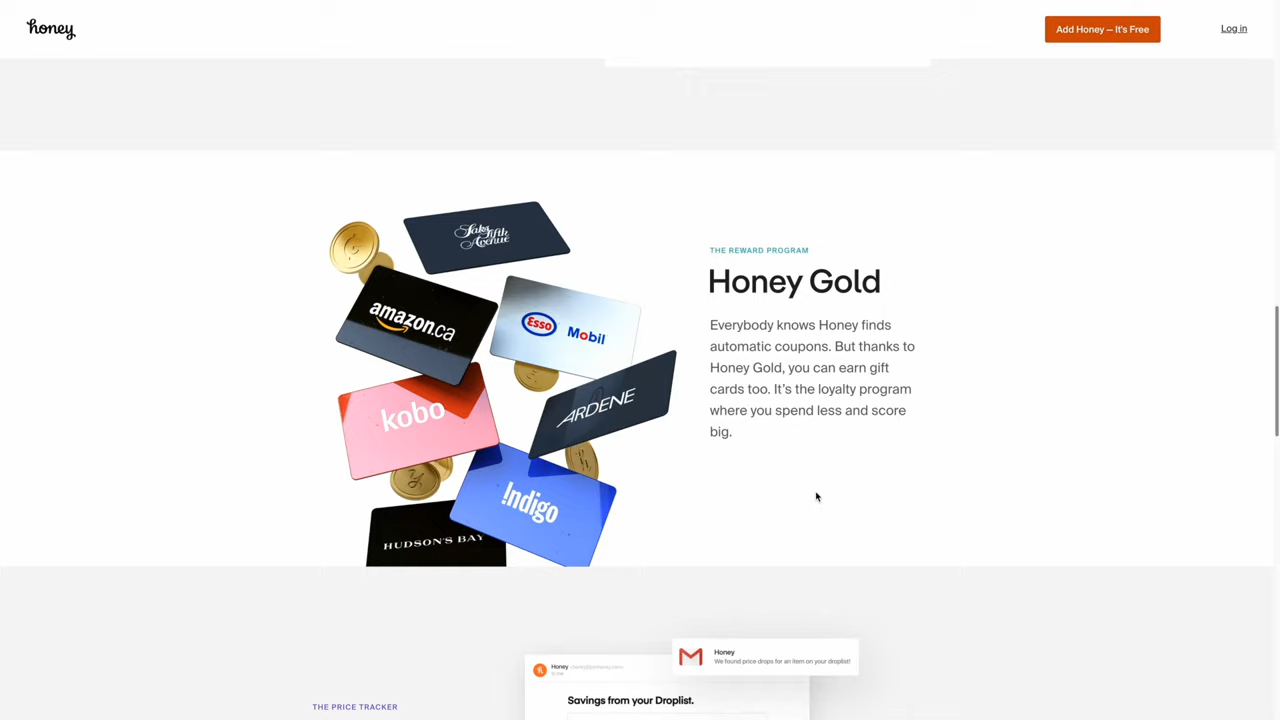 honey
Add Honey — It's Free
Log in
Saks
Fifth
Avenue
amazon.ca
Esso
Mobil
kobo
ARDENE
!ndigo
HUDSON'S BAY
THE REWARD PROGRAM
Honey Gold
Everybody knows Honey finds
automatic coupons. But thanks to
Honey Gold, you can earn gift
cards too. It's the loyalty program
where you spend less and score
big.
THE PRICE TRACKER
Honey
We found price drops for an item on your droplist!
Honey
to me
Savings from your Droplist.